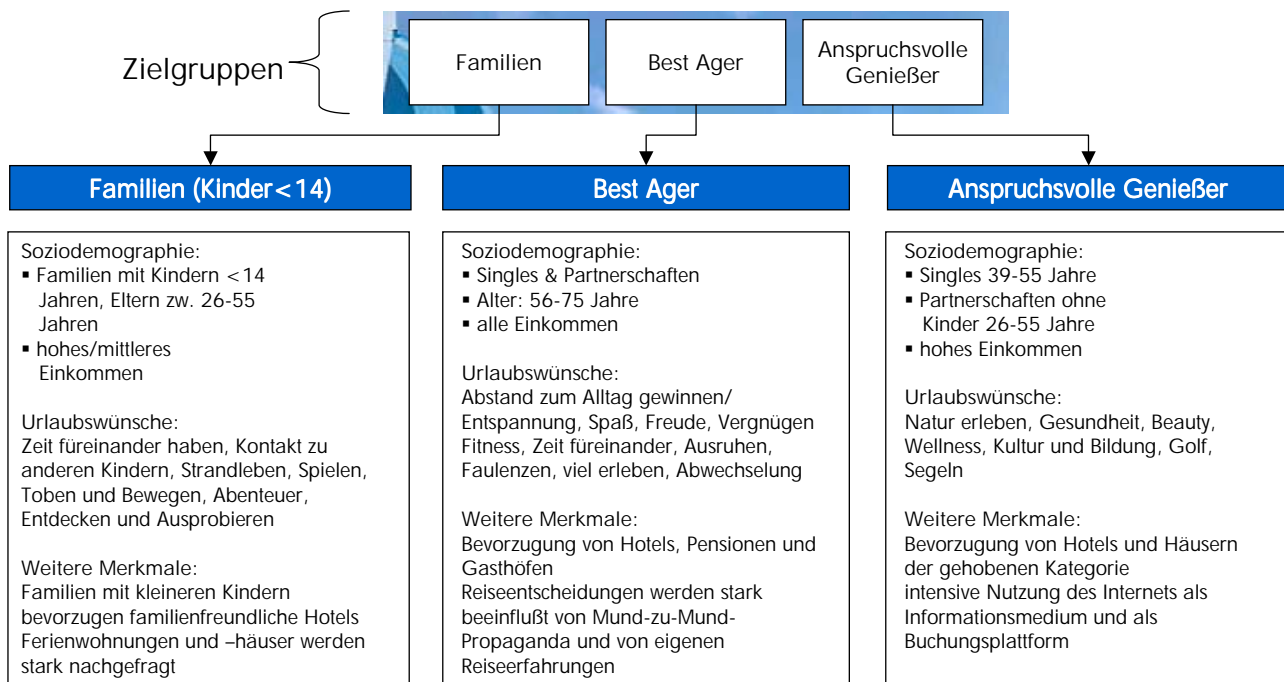 Zielgruppen
Familien
Best Ager
Anspruchsvolle
Genießer
Familien (Kinder<14)
Soziodemographie:
▪ Familien mit Kindern <14
Jahren, Eltern zw. 26-55
Jahren
▪ hohes/mittleres
Einkommen
Urlaubswünsche:
Zeit füreinander haben, Kontakt zu
anderen Kindern, Strandleben, Spielen,
Toben und Bewegen, Abenteuer,
Entdecken und Ausprobieren
Weitere Merkmale:
Familien mit kleineren Kindern
bevorzugen familienfreundliche Hotels
Ferienwohnungen und –häuser werden
stark nachgefragt
Best Ager
Soziodemographie:
▪ Singles & Partnerschaften
▪ Alter: 56-75 Jahre
▪ alle Einkommen
Urlaubswünsche:
Abstand zum Alltag gewinnen/
Entspannung, Spaß, Freude, Vergnügen
Fitness, Zeit füreinander, Ausruhen,
Faulenzen, viel erleben, Abwechselung
Weitere Merkmale:
Bevorzugung von Hotels, Pensionen und
Gasthöfen
Reiseentscheidungen werden stark
beeinflußt von Mund-zu-Mund-
Propaganda und von eigenen
Reiseerfahrungen
Anspruchsvolle Genießer
Soziodemographie:
▪ Singles 39-55 Jahre
▪ Partnerschaften ohne
Kinder 26-55 Jahre
▪ hohes Einkommen
Urlaubswünsche:
Natur erleben, Gesundheit, Beauty,
Wellness, Kultur und Bildung, Golf,
Segeln
Weitere Merkmale:
Bevorzugung von Hotels und Häusern
der gehobenen Kategorie
intensive Nutzung des Internets als
Informationsmedium und als
Buchungsplattform